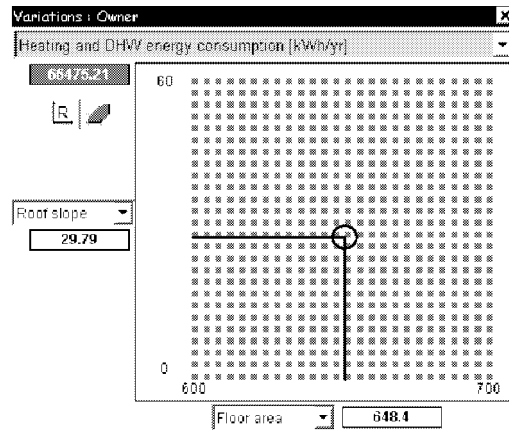 Variations : Owner
Heating and DHW energy consumption [kWh/yr]
66475.21
60
R
Roof slope
29.79
0
600
700
Floor area
648.4